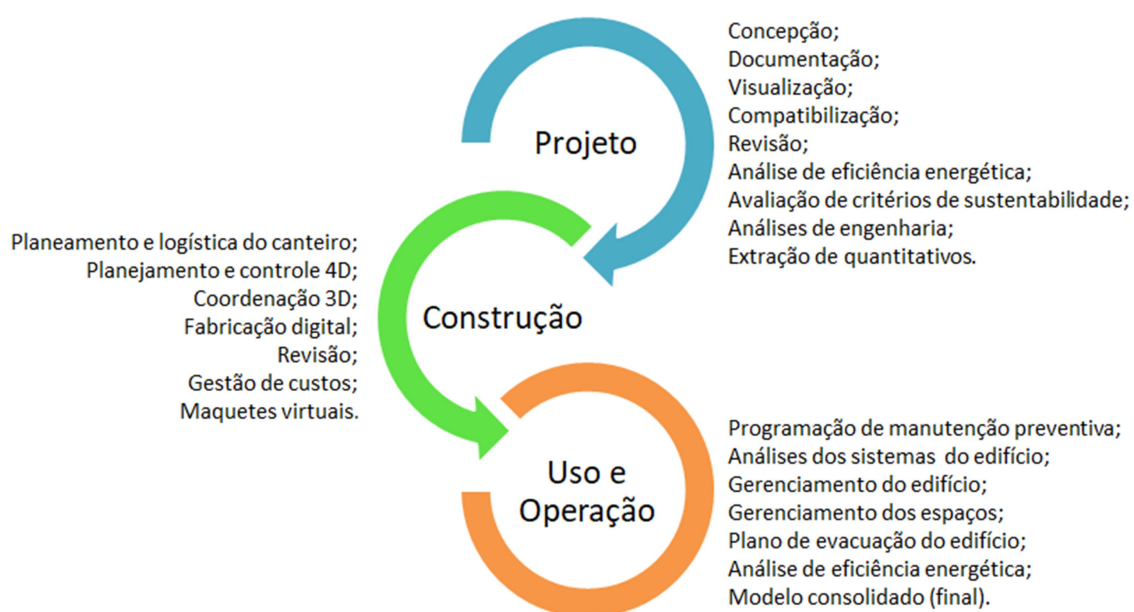 Projeto
Concepção;
Documentação;
Visualização;
Compatibilização;
Revisão;
Análise de eficiência energética;
Avaliação de critérios de sustentabilidade;
Análises de engenharia;
Extração de quantitativos.
Construção
Planeamento e logística do canteiro;
Planejamento e controle 4D;
Coordenação 3D;
Fabricação digital;
Revisão;
Gestão de custos;
Maquetes virtuais.
Uso e
Operação
Programação de manutenção preventiva;
Análises dos sistemas do edifício;
Gerenciamento do edifício;
Gerenciamento dos espaços;
Plano de evacuação do edifício;
Análise de eficiência energética;
Modelo consolidado (final).